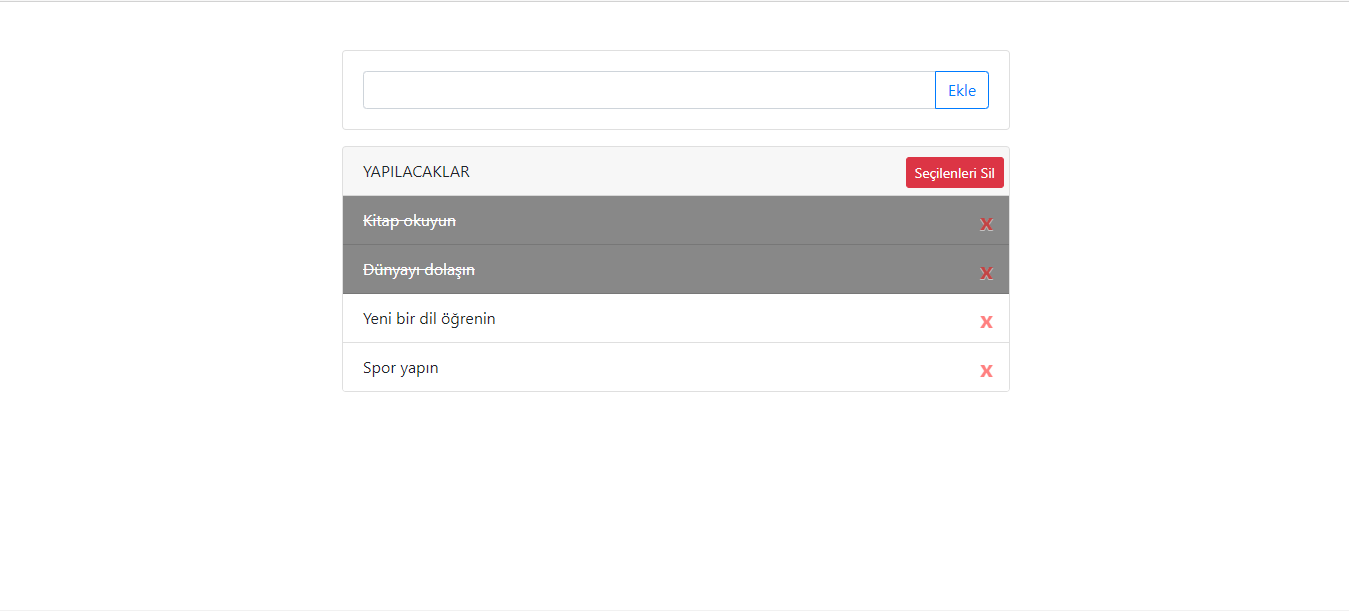 Ekle
YAPILACAKLAR
Seçilenleri Sil
Kitap okuyun
x
Dünyayı dolaşın
x
Yeni bir dil öğrenin
x
Spor yapın
x